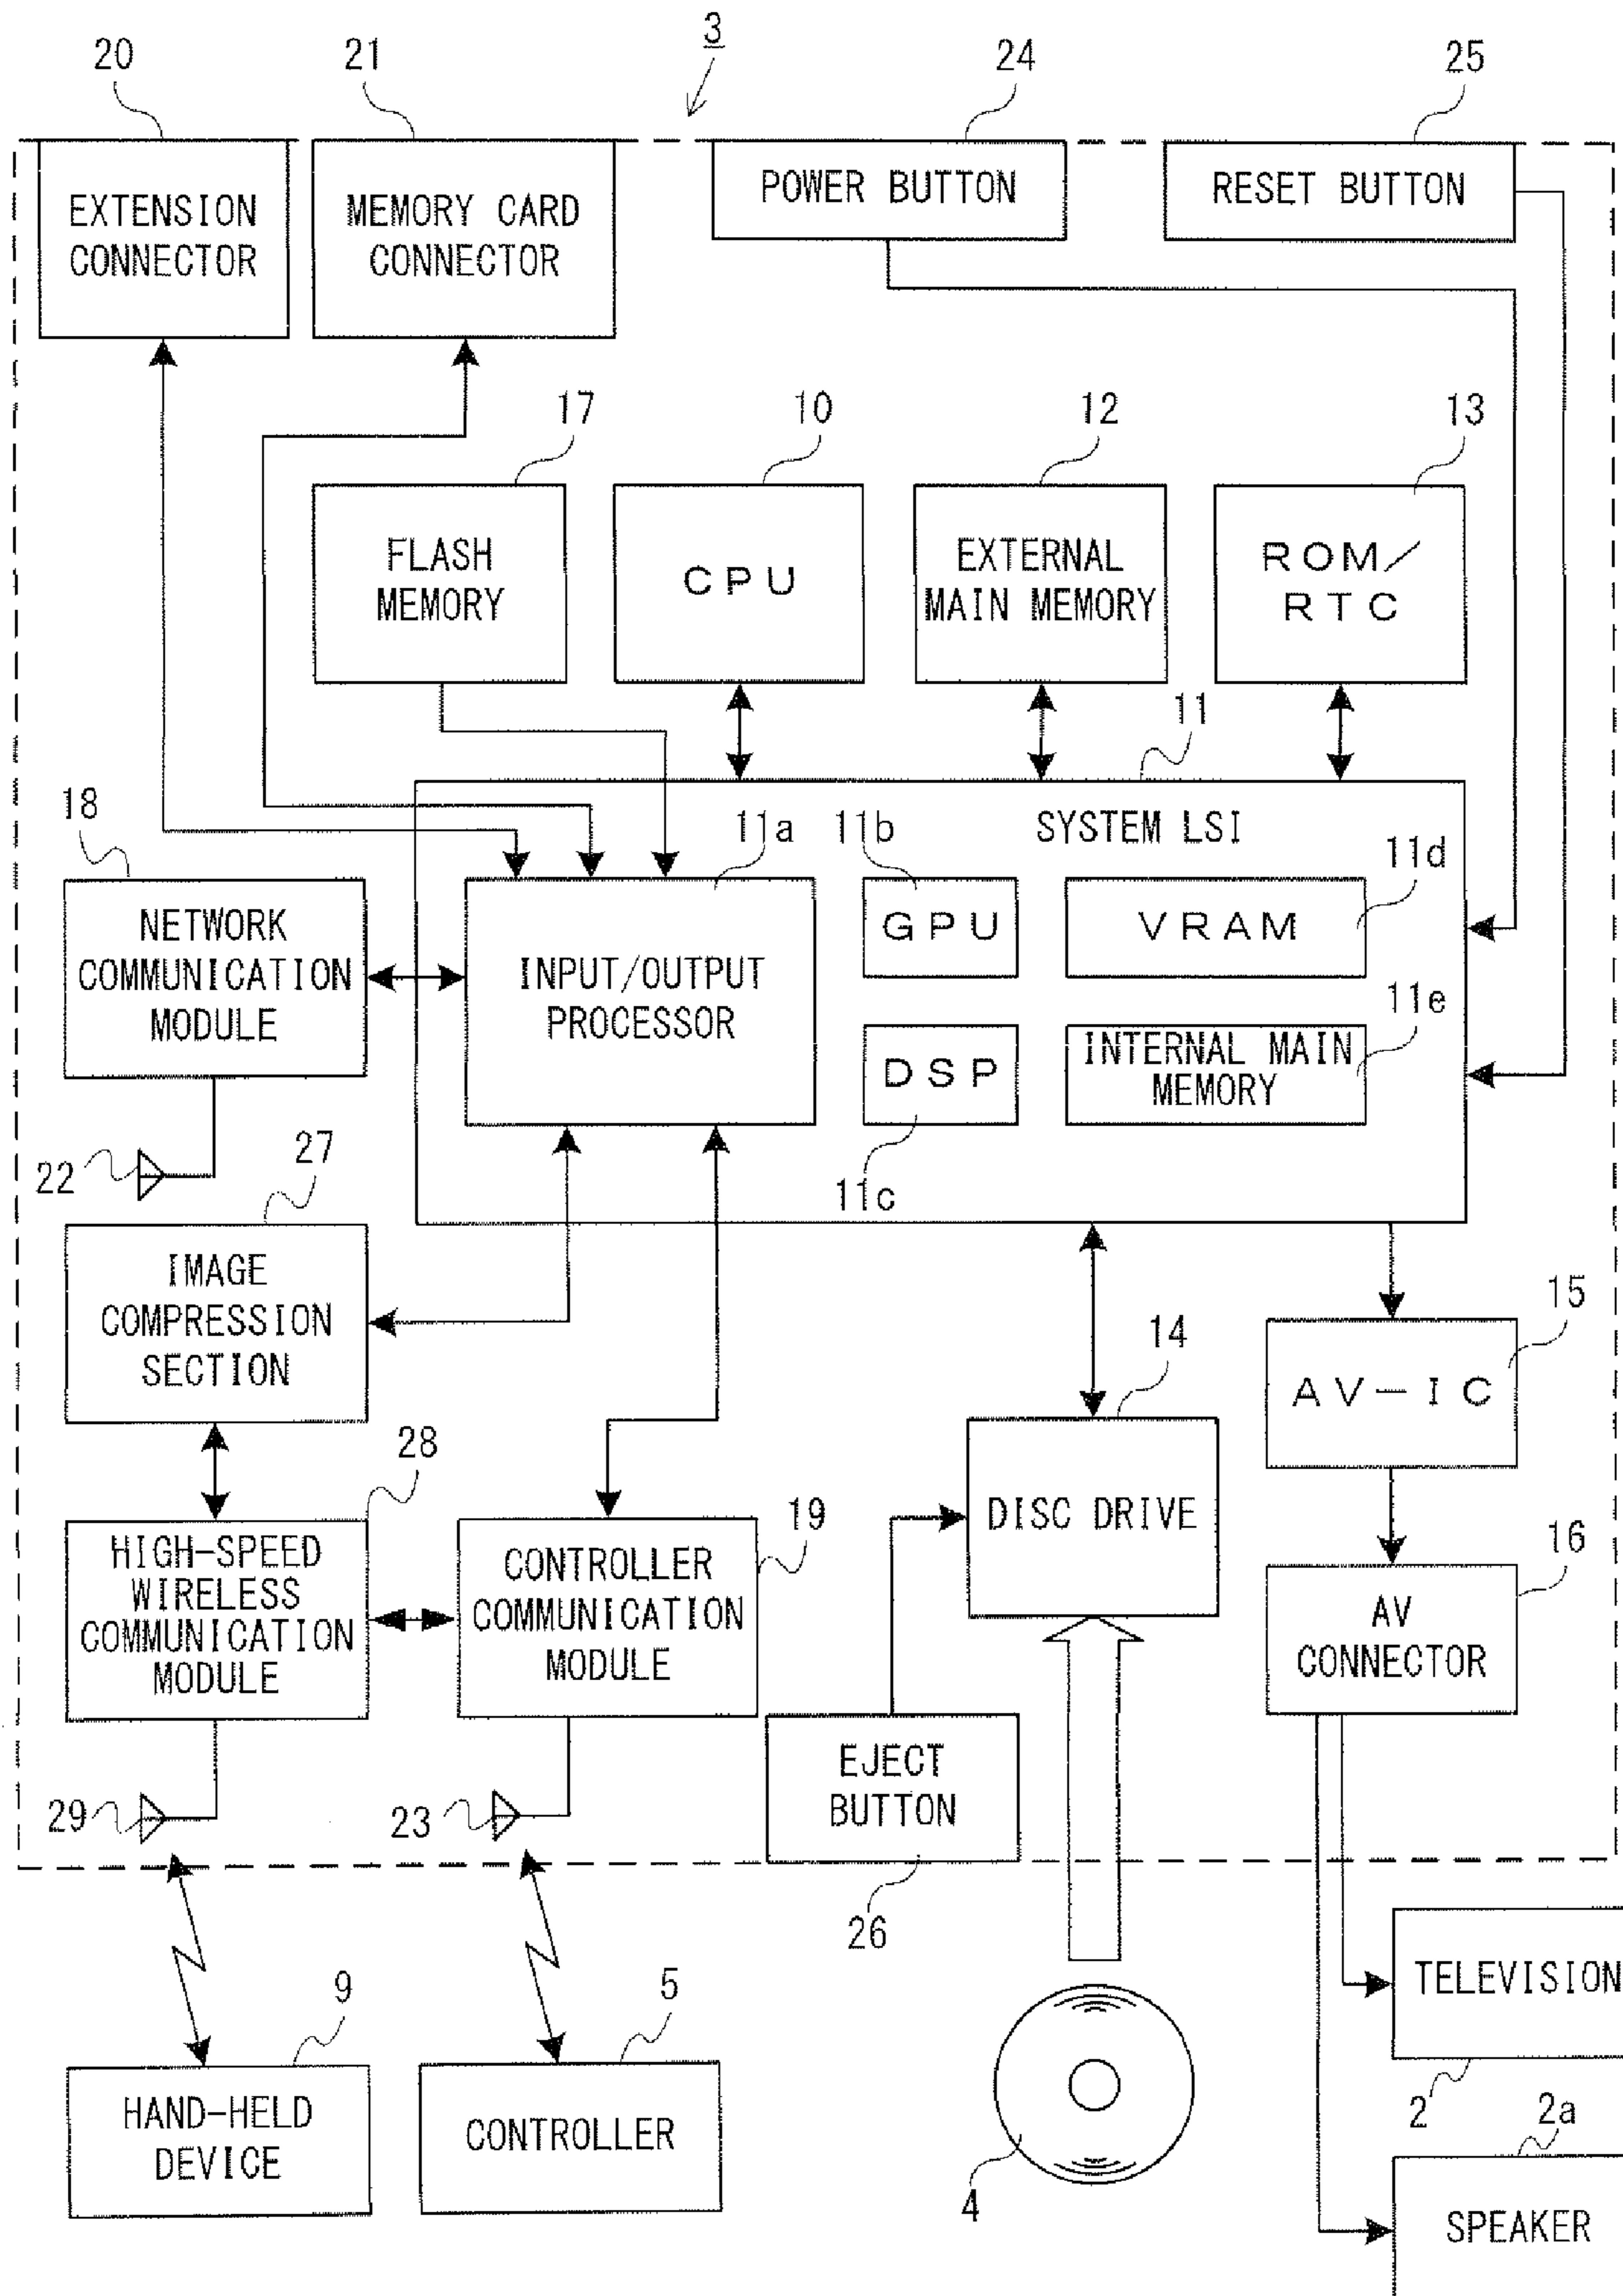 3
20
21
24
25
EXTENSION
CONNECTOR
MEMORY CARD
CONNECTOR
POWER BUTTON
RESET BUTTON
17
10
12
13
FLASH
MEMORY
CPU
EXTERNAL
MAIN MEMORY
ROM/
RTC
11
SYSTEM LSI
18
11a
11b
11d
NETWORK
COMMUNICATION
MODULE
INPUT/OUTPUT
PROCESSOR
GPU
VRAM
11e
DSP
INTERNAL MAIN
MEMORY
11c
22
27
IMAGE
COMPRESSION
SECTION
14
15
AV-IC
28
19
16
HIGH-SPEED
WIRELESS
COMMUNICATION
MODULE
CONTROLLER
COMMUNICATION
MODULE
DISC DRIVE
AV
CONNECTOR
29
23
EJECT
BUTTON
26
9
5
TELEVISION
2
HAND-HELD
DEVICE
CONTROLLER
4
2a
SPEAKER